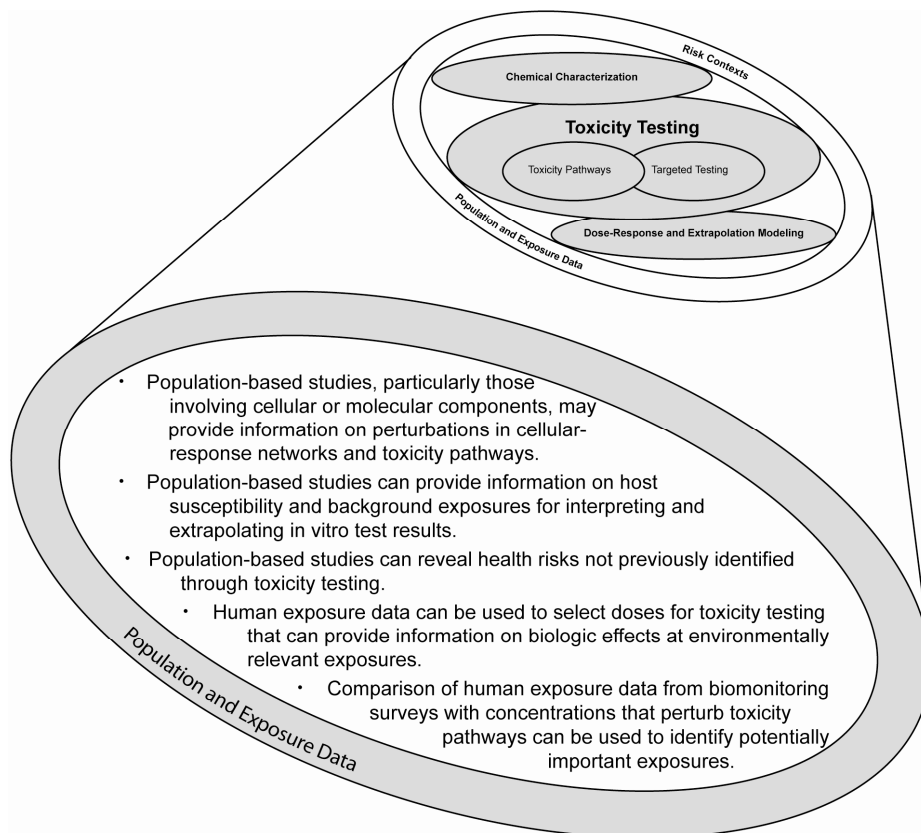 Risk Contexts
Chemical Characterization
Toxicity Testing
Toxicity Pathways
Targeted Testing
Dose-Response and Extrapolation Modeling
Population and Exposure Data
• Population-based studies, particularly those
involving cellular or molecular components, may
provide information on perturbations in cellular-
response networks and toxicity pathways.
• Population-based studies can provide information on host
susceptibility and background exposures for interpreting and
extrapolating in vitro test results.
• Population-based studies can reveal health risks not previously identified
through toxicity testing.
• Human exposure data can be used to select doses for toxicity testing
that can provide information on biologic effects at environmentally
relevant exposures.
• Comparison of human exposure data from biomonitoring
surveys with concentrations that perturb toxicity
pathways can be used to identify potentially
important exposures.
Population and Exposure Data